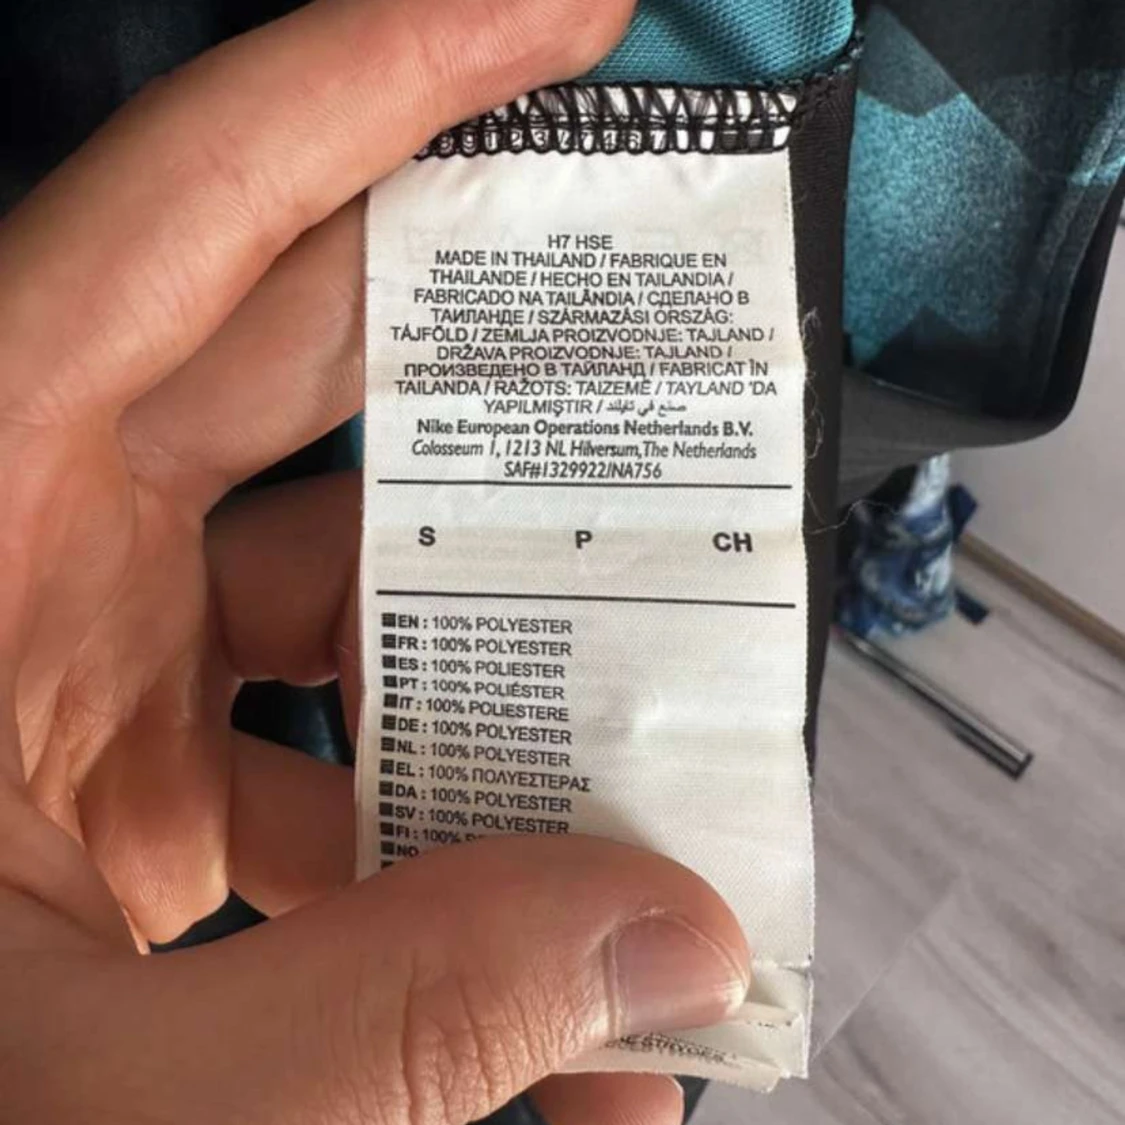 H7 HSE
MADE IN THAILAND / FABRIQUE EN
THAILANDE / HECHO EN TAILANDIA /
FABRICADO NA TAILÂNDIA / СДЕЛАНО В
ТАИЛАНДЕ / SZÁRMAZÁSI ORSZÁG:
TÁJFÖLD / ZEMLJA PROIZVODNJE: TAJLAND /
DRŽAVA PROIZVODNJE: TAJLAND /
ПРОИЗВЕДЕНО В ТАЙЛАНД / FABRICAT ÎN
TAILANDA / RAŽOTS: TAIZEMĒ / TAYLAND 'DA
YAPILMIŞTIR / صنع في تايلند
Nike European Operations Netherlands B.V.
Colosseum 1, 1213 NL Hilversum, The Netherlands
SAF#1329922/NA756
S P CH
EN : 100% POLYESTER
FR : 100% POLYESTER
ES : 100% POLIESTER
PT : 100% POLIÉSTER
IT : 100% POLIESTERE
DE : 100% POLYESTER
NL : 100% POLYESTER
EL : 100% ΠΟΛΥΕΣΤΕΡΑΣ
DA : 100% POLYESTER
SV : 100% POLYESTER
FI : 100%
NO